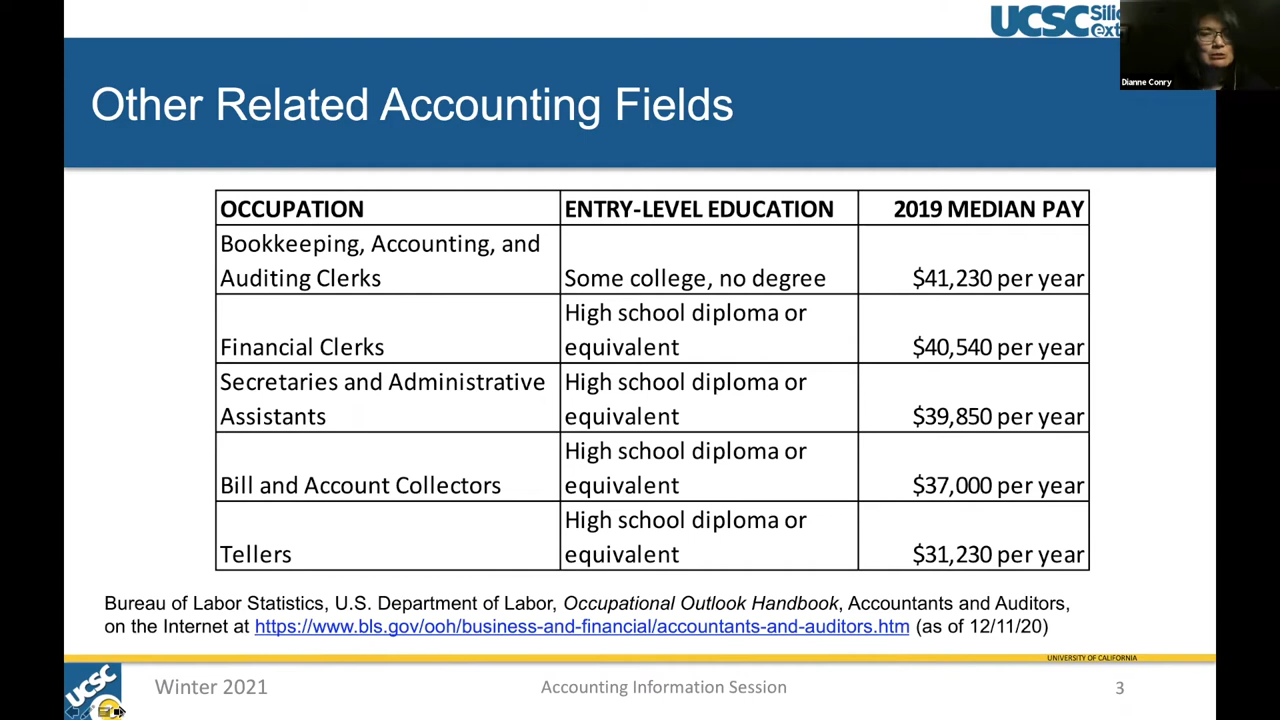 UCSC Silic
ext
Dianne Conry
Other Related Accounting Fields
OCCUPATION ENTRY-LEVEL EDUCATION 2019 MEDIAN PAY
Bookkeeping, Accounting, and
Auditing Clerks Some college, no degree $41,230 per year
High school diploma or
Financial Clerks equivalent $40,540 per year
Secretaries and Administrative High school diploma or
Assistants equivalent $39,850 per year
High school diploma or
Bill and Account Collectors equivalent $37,000 per year
High school diploma or
Tellers equivalent $31,230 per year
Bureau of Labor Statistics, U.S. Department of Labor, Occupational Outlook Handbook, Accountants and Auditors,
on the Internet at https://www.bls.gov/ooh/business-and-financial/accountants-and-auditors.htm (as of 12/11/20)
UNIVERSITY OF CALIFORNIA
UCSC
Winter 2021 Accounting Information Session 3